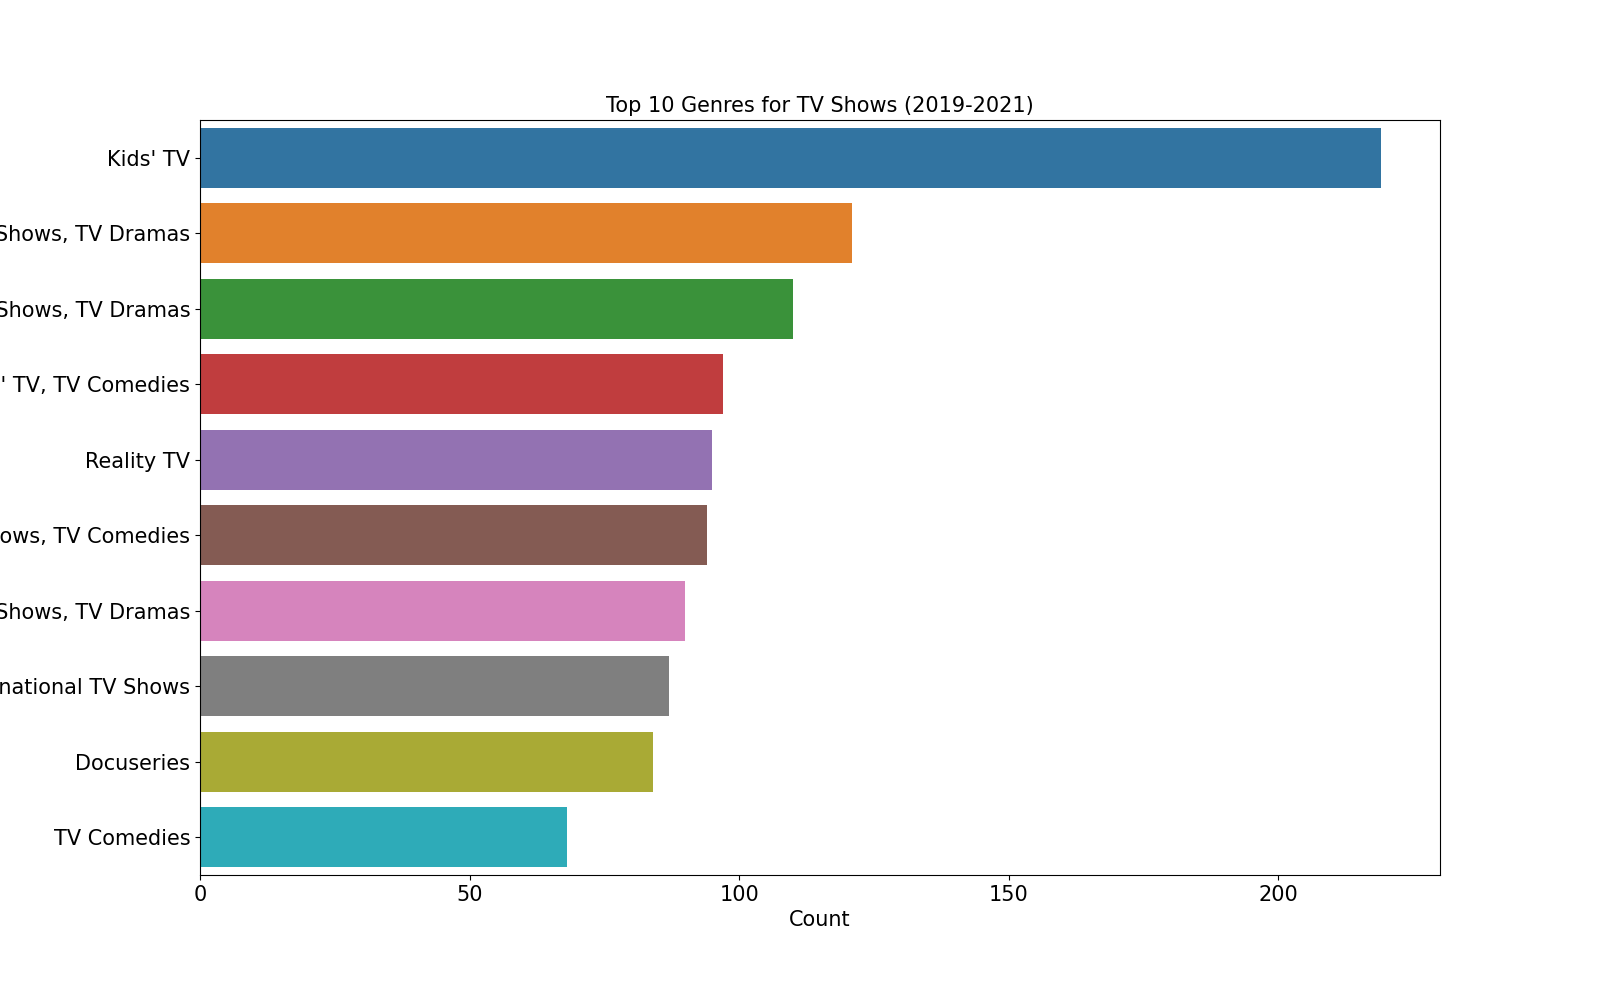 Top 10 Genres for TV Shows (2019-2021)
Kids' TV
Shows, TV Dramas
Shows, TV Dramas
' TV, TV Comedies
Reality TV
ows, TV Comedies
Shows, TV Dramas
national TV Shows
Docuseries
TV Comedies
0 50 100 150 200
Count